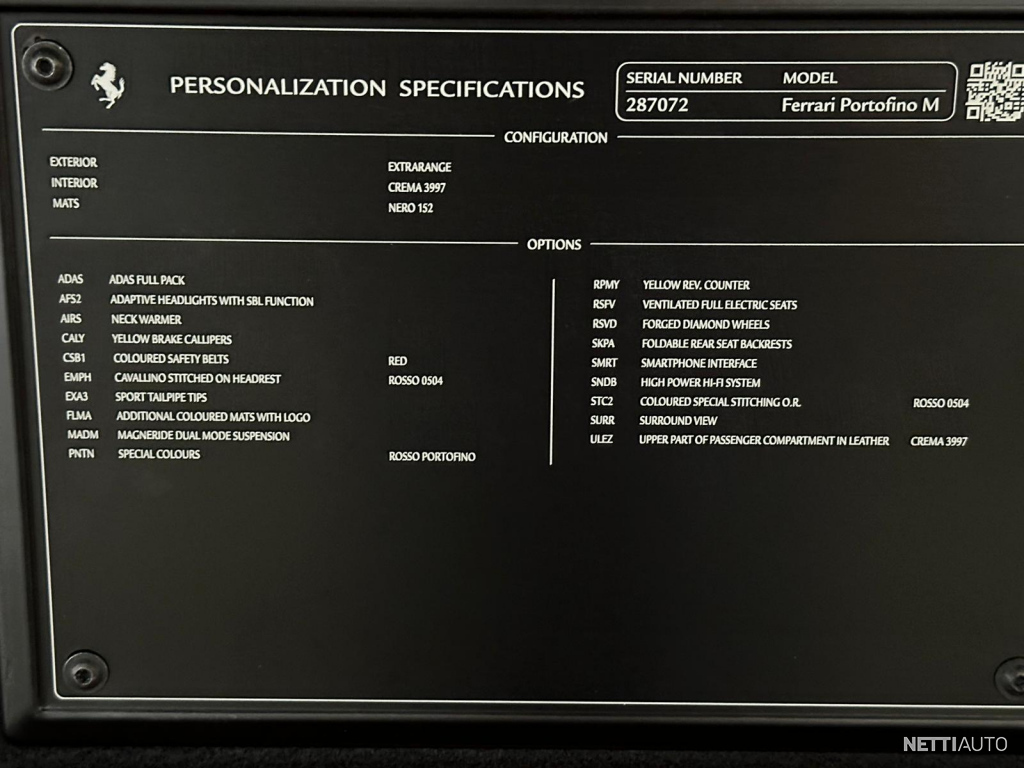 PERSONALIZATION SPECIFICATIONS
SERIAL NUMBER MODEL
287072 Ferrari Portofino M
CONFIGURATION
EXTERIOR EXTRARANGE
INTERIOR CREMA 3997
MATS NERO 152
OPTIONS
ADAS ADAS FULL PACK
AFS2 ADAPTIVE HEADLIGHTS WITH SBL FUNCTION
AIRS NECK WARMER
CALY YELLOW BRAKE CALLIPERS
CSB1 COLOURED SAFETY BELTS RED
EMPH CAVALLINO STITCHED ON HEADREST ROSSO 0504
EXA3 SPORT TAILPIPE TIPS
FLMA ADDITIONAL COLOURED MATS WITH LOGO
MADM MAGNERIDE DUAL MODE SUSPENSION
PNTN SPECIAL COLOURS ROSSO PORTOFINO
RPMY YELLOW REV. COUNTER
RSFV VENTILATED FULL ELECTRIC SEATS
RSVD FORGED DIAMOND WHEELS
SKPA FOLDABLE REAR SEAT BACKRESTS
SMRT SMARTPHONE INTERFACE
SNDB HIGH POWER HI-FI SYSTEM
STC2 COLOURED SPECIAL STITCHING O.R. ROSSO 0504
SURR SURROUND VIEW
ULEZ UPPER PART OF PASSENGER COMPARTMENT IN LEATHER CREMA 3997
NETTIAUTO